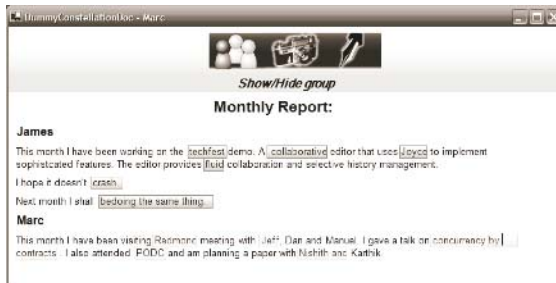 DummyConstellationDoc - Marc
Show/Hide group
Monthly Report:
James
This month I have been working on the techfest demo. A collaborative editor that uses Joyce to implement
sophisticated features. The editor provides fluid collaboration and selective history management.
I hope it doesn't crash.
Next month I shall bedoing the same thing.
Marc
This month I have been visiting Redmond meeting with Jeff, Dan and Manuel. I gave a talk on concurrency by
contracts. I also attended PODC and am planning a paper with Nishith and Karthik